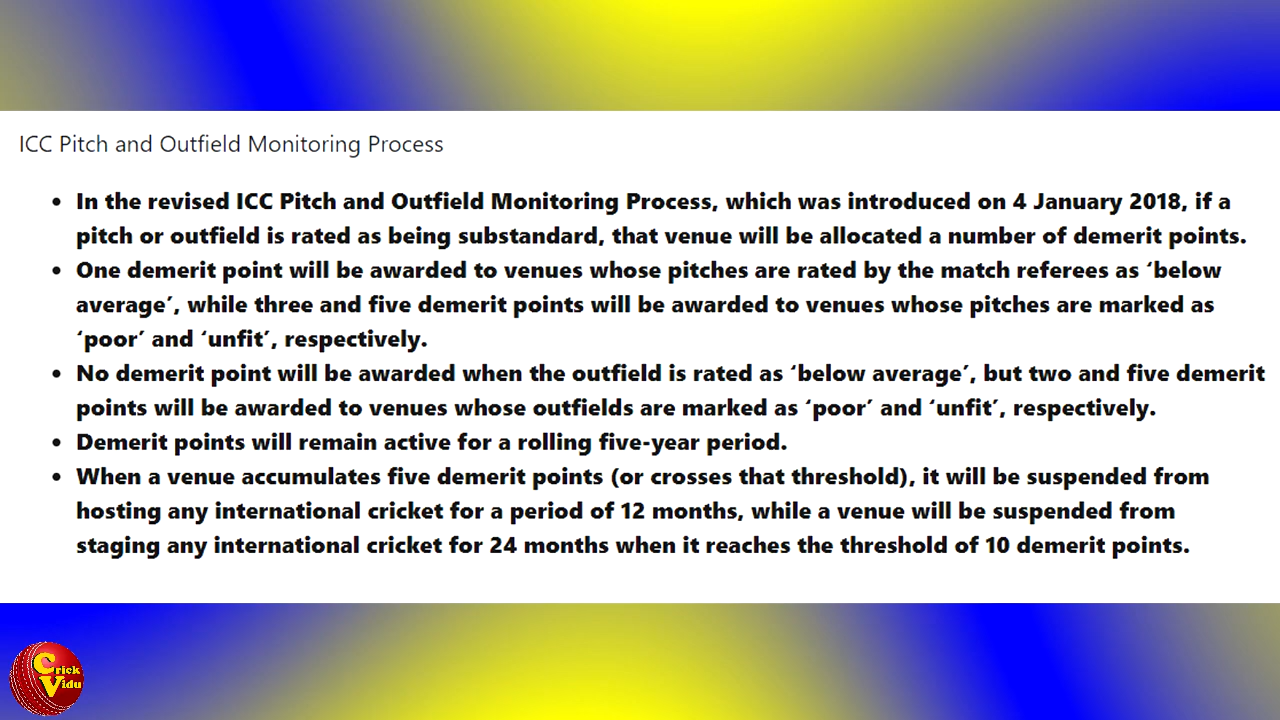 ICC Pitch and Outfield Monitoring Process
• In the revised ICC Pitch and Outfield Monitoring Process, which was introduced on 4 January 2018, if a
pitch or outfield is rated as being substandard, that venue will be allocated a number of demerit points.
• One demerit point will be awarded to venues whose pitches are rated by the match referees as ‘below
average’, while three and five demerit points will be awarded to venues whose pitches are marked as
‘poor’ and ‘unfit’, respectively.
• No demerit point will be awarded when the outfield is rated as ‘below average’, but two and five demerit
points will be awarded to venues whose outfields are marked as ‘poor’ and ‘unfit’, respectively.
• Demerit points will remain active for a rolling five-year period.
• When a venue accumulates five demerit points (or crosses that threshold), it will be suspended from
hosting any international cricket for a period of 12 months, while a venue will be suspended from
staging any international cricket for 24 months when it reaches the threshold of 10 demerit points.
Crick
Vidu